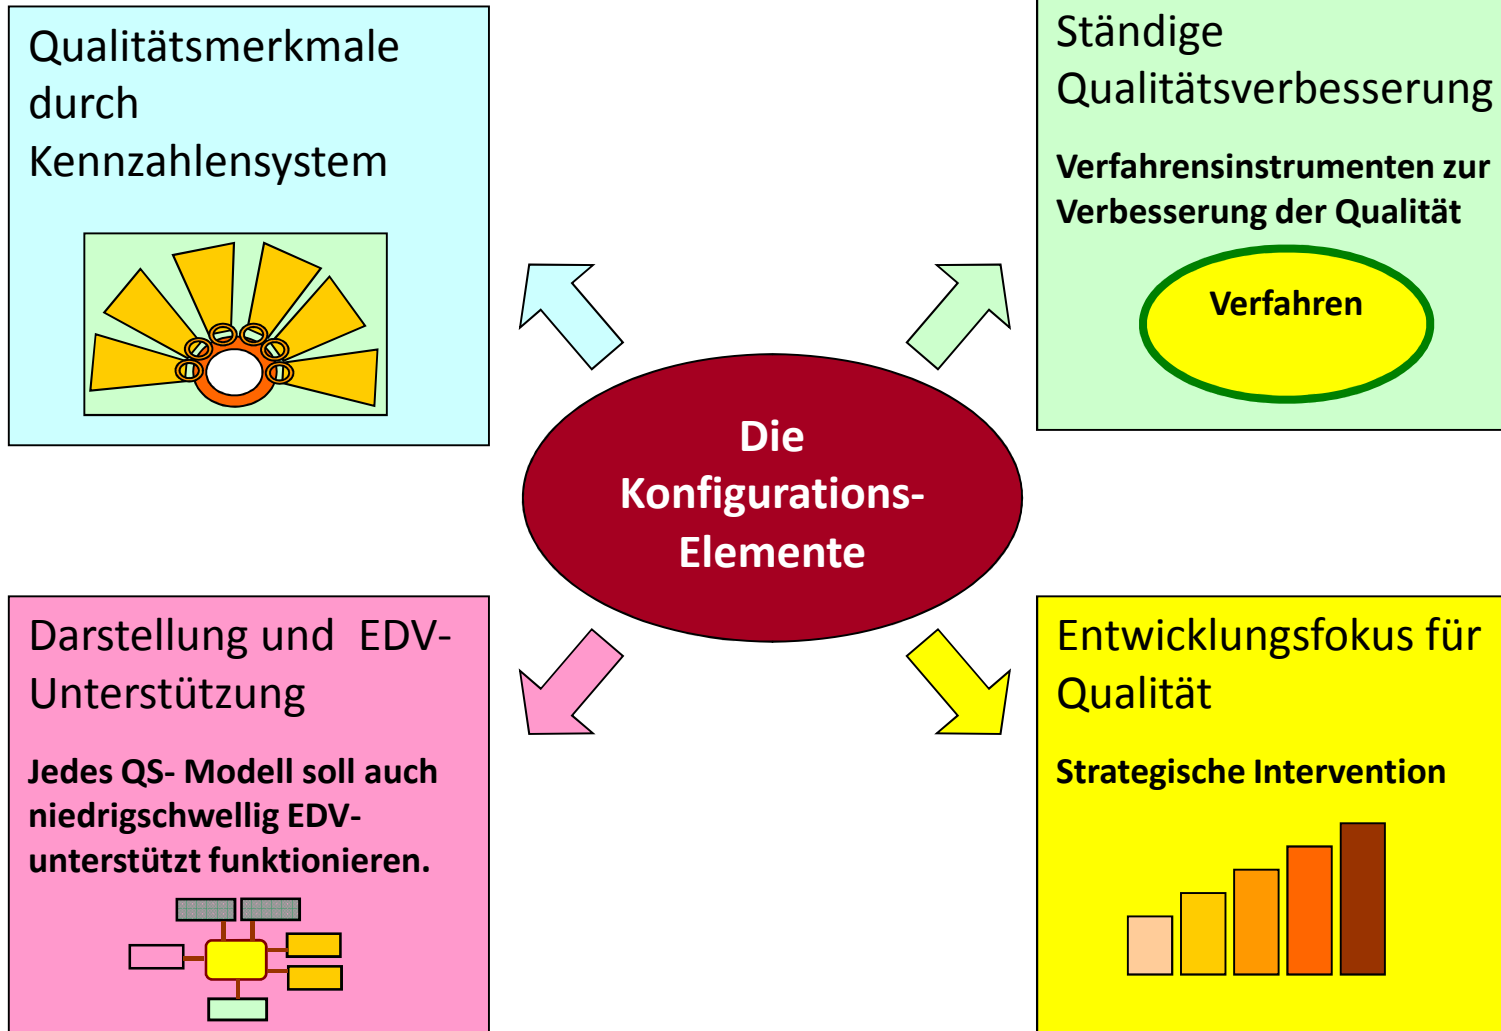 Qualitätsmerkmale
durch
Kennzahlensystem
Ständige
Qualitätsverbesserung
Verfahrensinstrumenten zur
Verbesserung der Qualität
Verfahren
Die
Konfigurations-
Elemente
Darstellung und  EDV-
Unterstützung
Jedes QS- Modell soll auch
niedrigschwellig EDV-
unterstützt funktionieren.
Entwicklungsfokus für
Qualität
Strategische Intervention